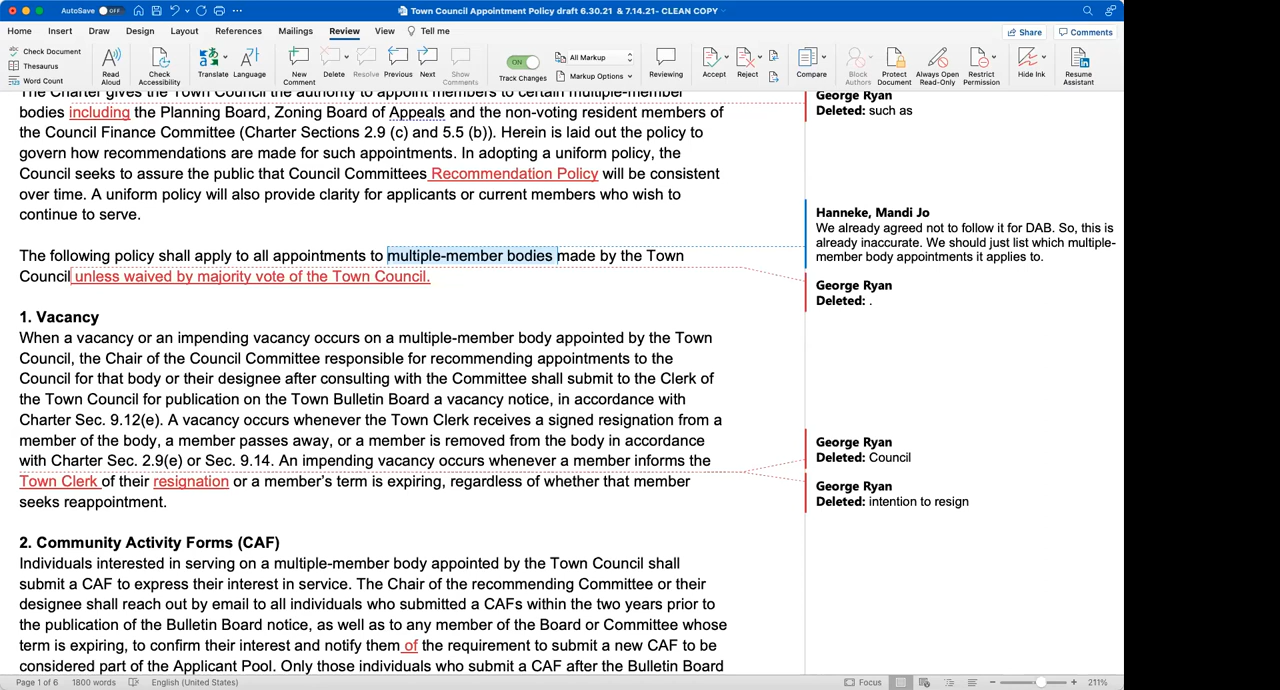 AutoSave OFF
Town Council Appointment Policy draft 6.30.21 & 7.14.21- CLEAN COPY
Home Insert Draw Design Layout References Mailings Review View Tell me
Share Comments
Check Document
Thesaurus
Word Count
Read Aloud
Check Accessibility
Translate
Language
New Comment
Delete
Resolve
Previous
Next
Show Comments
ON
Track Changes
All Markup
Markup Options
Reviewing
Accept
Reject
Compare
Block Authors
Protect Document
Always Open Read-Only
Restrict Permission
Hide Ink
Resume Assistant
The Charter gives the Town Council the authority to appoint members to certain multiple-member
bodies including the Planning Board, Zoning Board of Appeals and the non-voting resident members of
the Council Finance Committee (Charter Sections 2.9 (c) and 5.5 (b)). Herein is laid out the policy to
govern how recommendations are made for such appointments. In adopting a uniform policy, the
Council seeks to assure the public that Council Committees Recommendation Policy will be consistent
over time. A uniform policy will also provide clarity for applicants or current members who wish to
continue to serve.
The following policy shall apply to all appointments to multiple-member bodies made by the Town
Council unless waived by majority vote of the Town Council.
1. Vacancy
When a vacancy or an impending vacancy occurs on a multiple-member body appointed by the Town
Council, the Chair of the Council Committee responsible for recommending appointments to the
Council for that body or their designee after consulting with the Committee shall submit to the Clerk of
the Town Council for publication on the Town Bulletin Board a vacancy notice, in accordance with
Charter Sec. 9.12(e). A vacancy occurs whenever the Town Clerk receives a signed resignation from a
member of the body, a member passes away, or a member is removed from the body in accordance
with Charter Sec. 2.9(e) or Sec. 9.14. An impending vacancy occurs whenever a member informs the
Town Clerk of their resignation or a member's term is expiring, regardless of whether that member
seeks reappointment.
2. Community Activity Forms (CAF)
Individuals interested in serving on a multiple-member body appointed by the Town Council shall
submit a CAF to express their interest in service. The Chair of the recommending Committee or their
designee shall reach out by email to all individuals who submitted a CAFs within the two years prior to
the publication of the Bulletin Board notice, as well as to any member of the Board or Committee whose
term is expiring, to confirm their interest and notify them of the requirement to submit a new CAF to be
considered part of the Applicant Pool. Only those individuals who submit a CAF after the Bulletin Board
George Ryan
Deleted: such as
Hanneke, Mandi Jo
We already agreed not to follow it for DAB. So, this is
already inaccurate. We should just list which multiple-
member body appointments it applies to.
George Ryan
Deleted: .
George Ryan
Deleted: Council
George Ryan
Deleted: intention to resign
Page 1 of 6 1800 words English (United States) Focus 211%